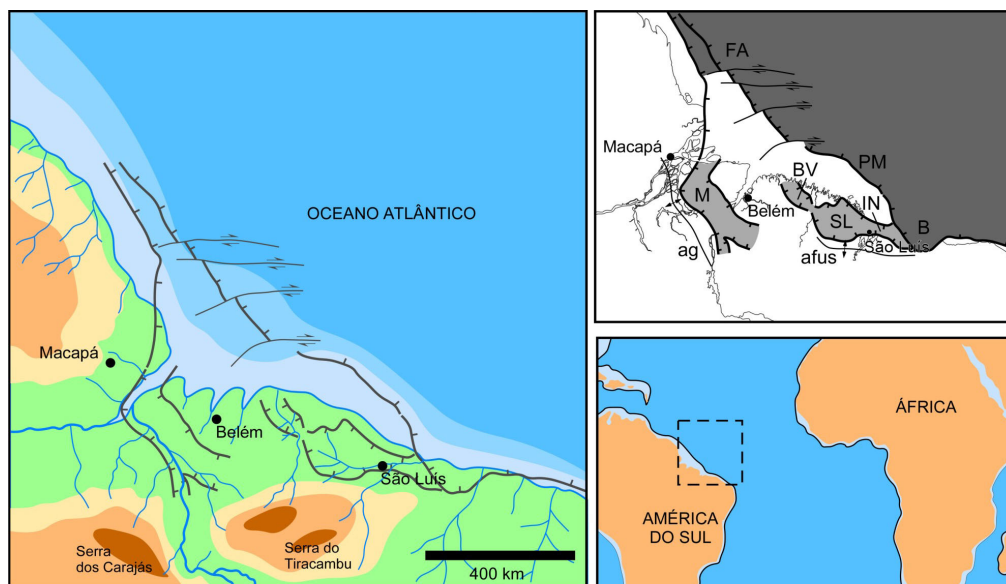 OCEANO ATLÂNTICO
Macapá
Belém
São Luís
Serra
dos Carajás
Serra do
Tiracambu
400 km
FA
Macapá
BV
PM
M
IN
Belém
SL
B
São Luís
ag
afus
ÁFRICA
AMÉRICA
DO SUL